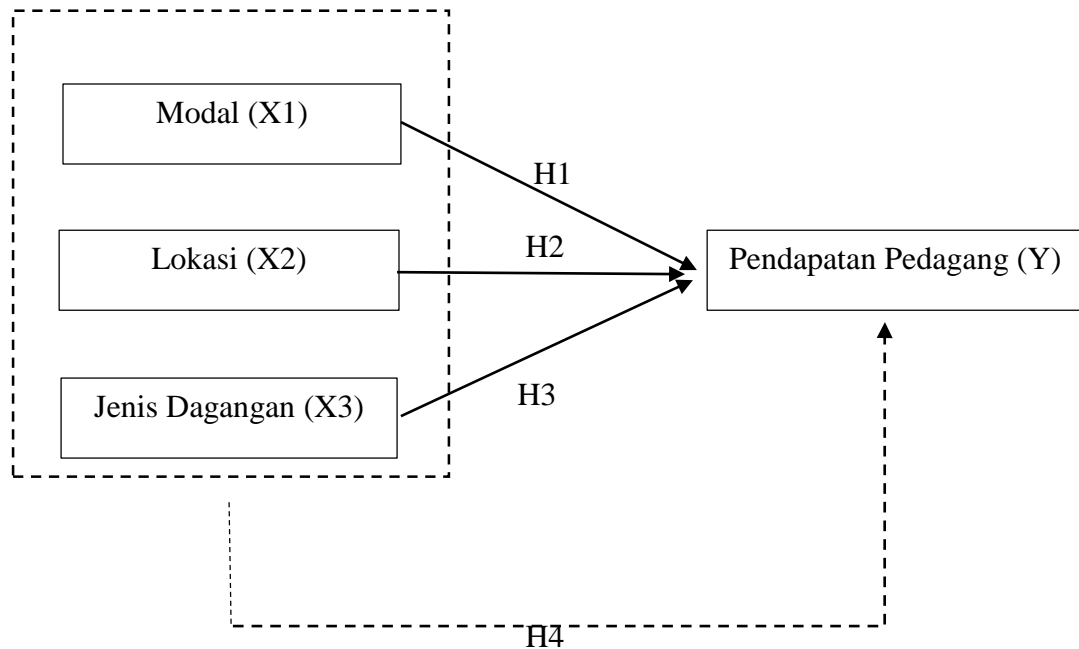 Modal (X1)
H1
Lokasi (X2)
H2
Pendapatan Pedagang (Y)
Jenis Dagangan (X3)
H3
H4